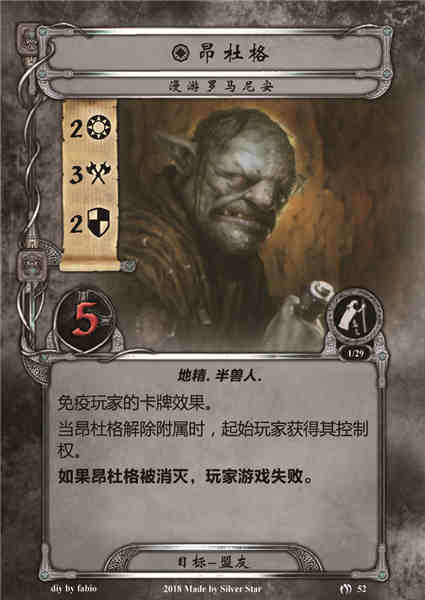 昂杜格
漫游罗马尼安
2
3
2
5
1/29
地精. 半兽人.
免疫玩家的卡牌效果。
当昂杜格解除附属时，起始玩家获得其控制
权。
如果昂杜格被消灭，玩家游戏失败。
目标-盟友
diy by fabio
2018 Made by Silver Star
52